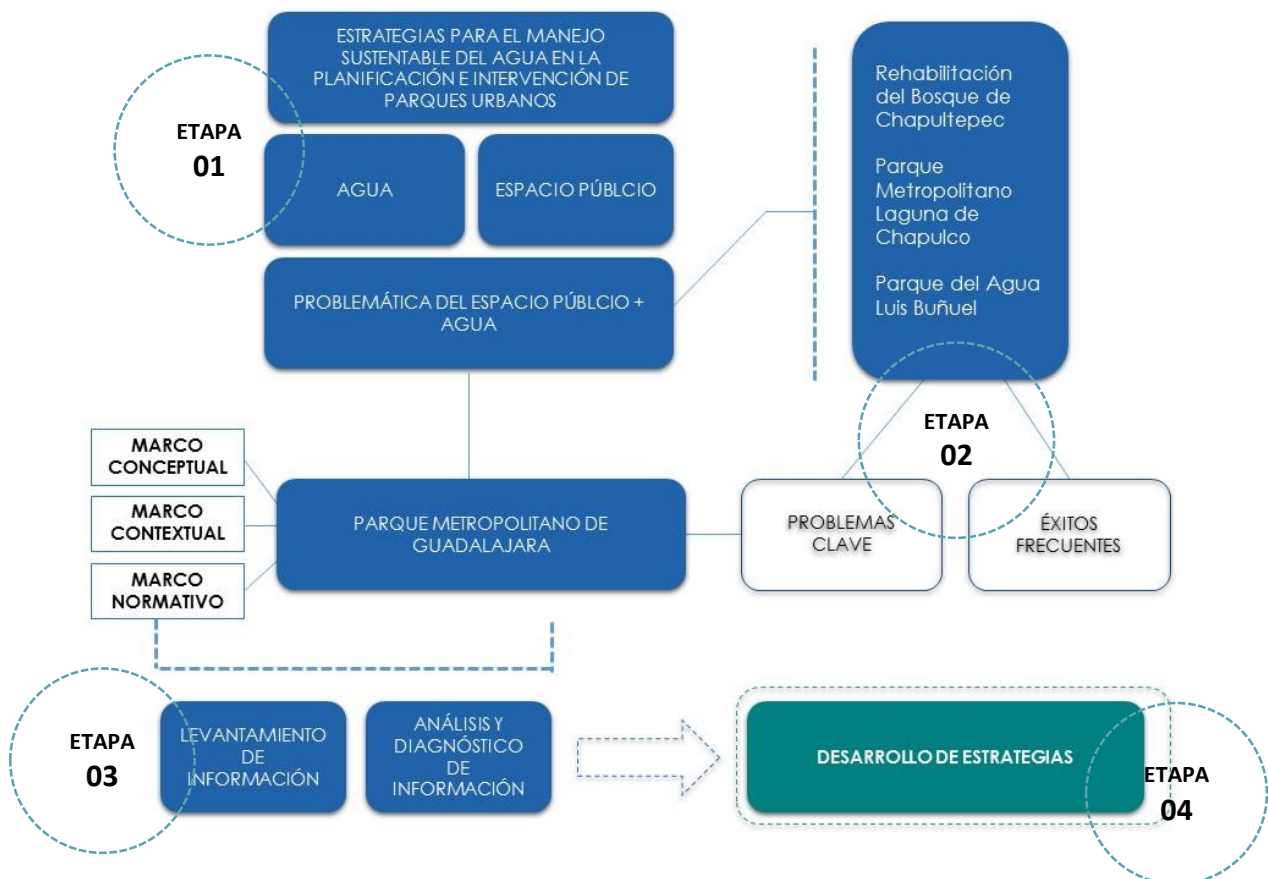 ESTRATEGIAS PARA EL MANEJO
SUSTENTABLE DEL AGUA EN LA
PLANIFICACIÓN E INTERVENCIÓN DE
PARQUES URBANOS
ETAPA
01
AGUA
ESPACIO PÚBLCIO
PROBLEMÁTICA DEL ESPACIO PÚBLCIO +
AGUA
Rehabilitación
del Bosque de
Chapultepec
Parque
Metropolitano
Laguna de
Chapulco
Parque del Agua
Luis Buñuel
ETAPA
02
MARCO
CONCEPTUAL
MARCO
CONTEXTUAL
MARCO
NORMATIVO
PARQUE METROPOLITANO DE
GUADALAJARA
PROBLEMAS
CLAVE
ÉXITOS
FRECUENTES
ETAPA
03
LEVANTAMIENTO
DE
INFORMACIÓN
ANÁLISIS Y
DIAGNÓSTICO
DE
INFORMACIÓN
DESARROLLO DE ESTRATEGIAS
ETAPA
04